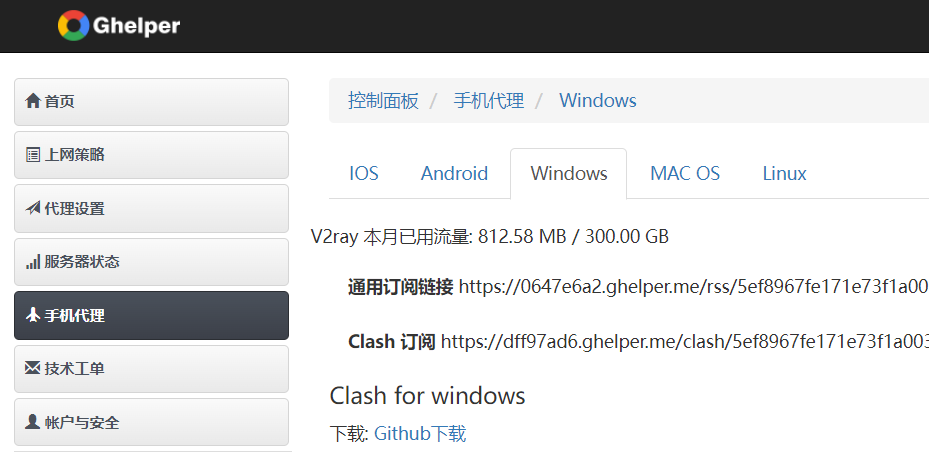 Ghelper
首页
上网策略
代理设置
服务器状态
手机代理
技术工单
帐户与安全
控制面板 / 手机代理 / Windows
IOS Android Windows MAC OS Linux
V2ray 本月已用流量: 812.58 MB / 300.00 GB
通用订阅链接 https://0647e6a2.ghelper.me/rss/5ef8967fe171e73f1a00
Clash 订阅 https://dff97ad6.ghelper.me/clash/5ef8967fe171e73f1a003
Clash for windows
下载: Github下载